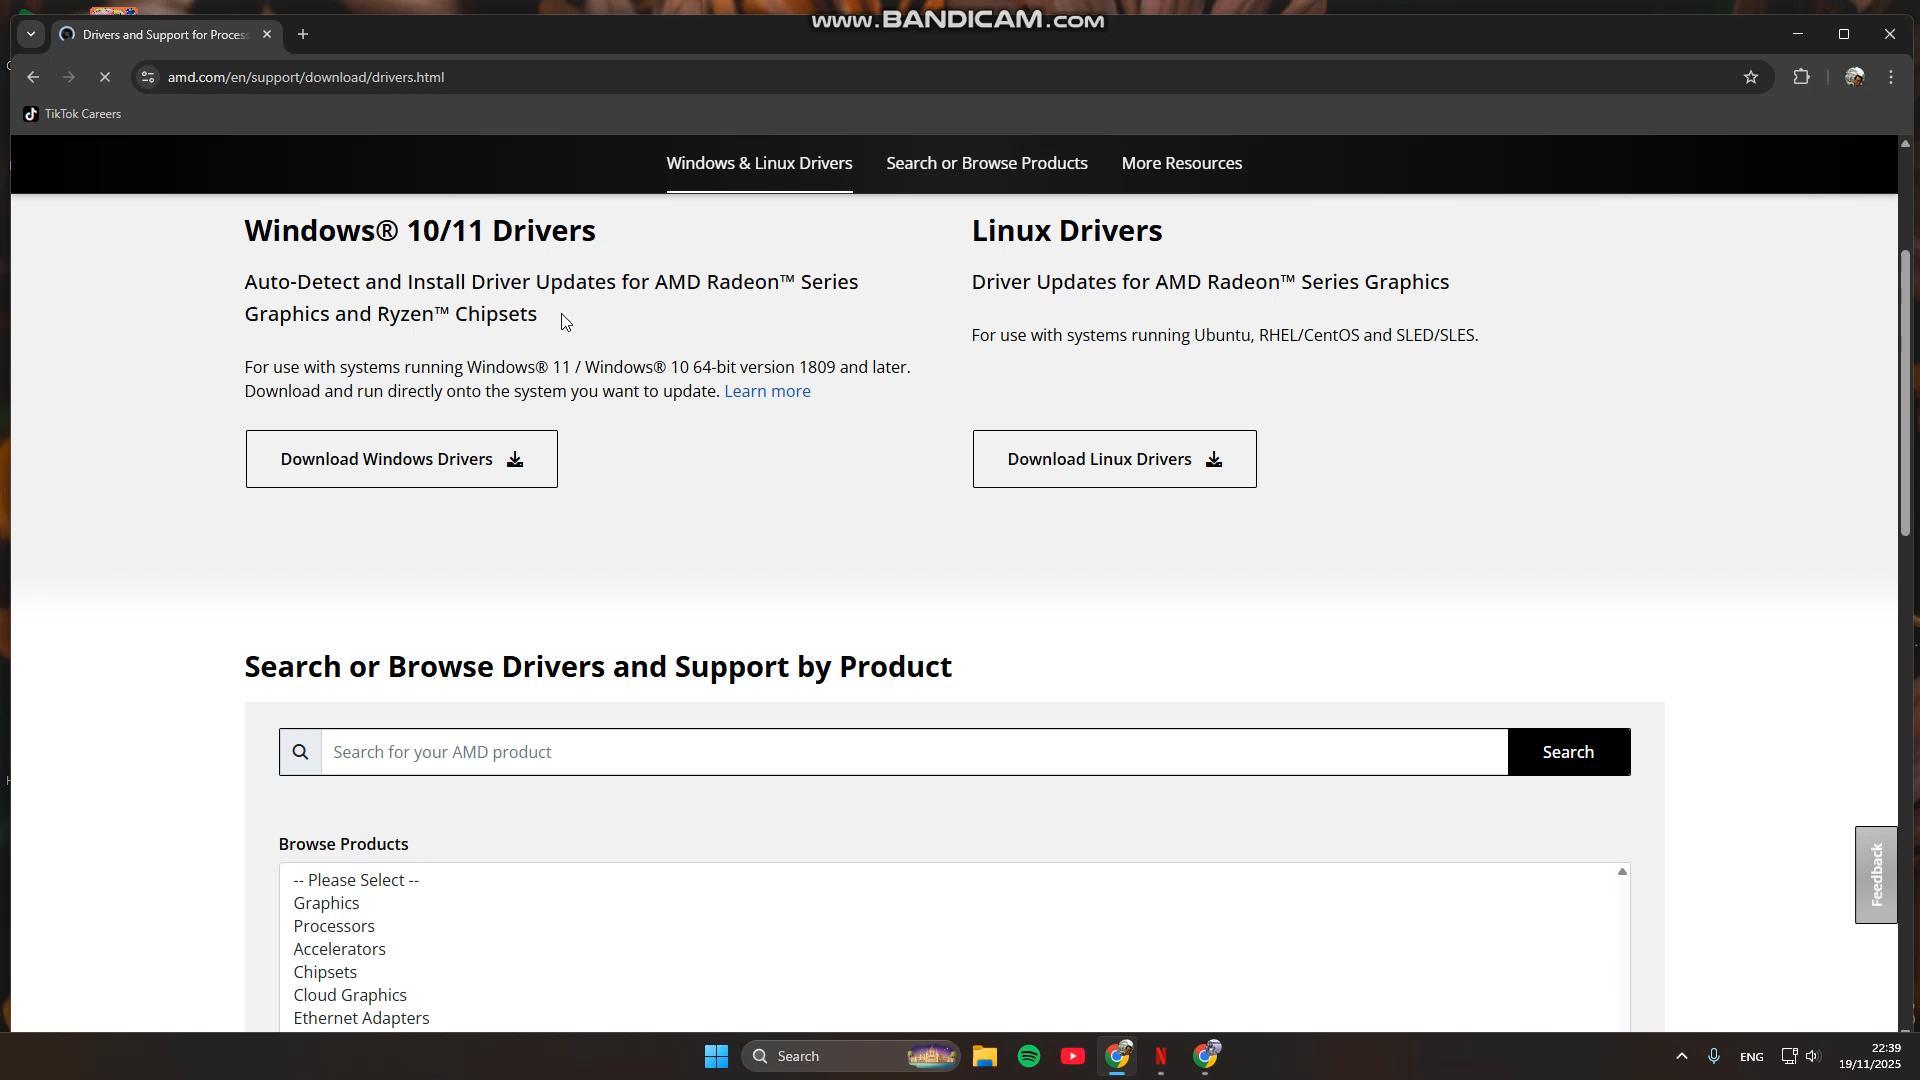 www.BANDICAM.com
Drivers and Support for Process
amd.com/en/support/download/drivers.html
TikTok Careers
Windows & Linux Drivers
Search or Browse Products
More Resources
Windows® 10/11 Drivers
Auto-Detect and Install Driver Updates for AMD Radeon™ Series
Graphics and Ryzen™ Chipsets
For use with systems running Windows® 11 / Windows® 10 64-bit version 1809 and later.
Download and run directly onto the system you want to update. Learn more
Download Windows Drivers
Linux Drivers
Driver Updates for AMD Radeon™ Series Graphics
For use with systems running Ubuntu, RHEL/CentOS and SLED/SLES.
Download Linux Drivers
Search or Browse Drivers and Support by Product
Search for your AMD product
Search
Browse Products
-- Please Select --
Graphics
Processors
Accelerators
Chipsets
Cloud Graphics
Ethernet Adapters
Feedback
Search
ENG
22:39
19/11/2025